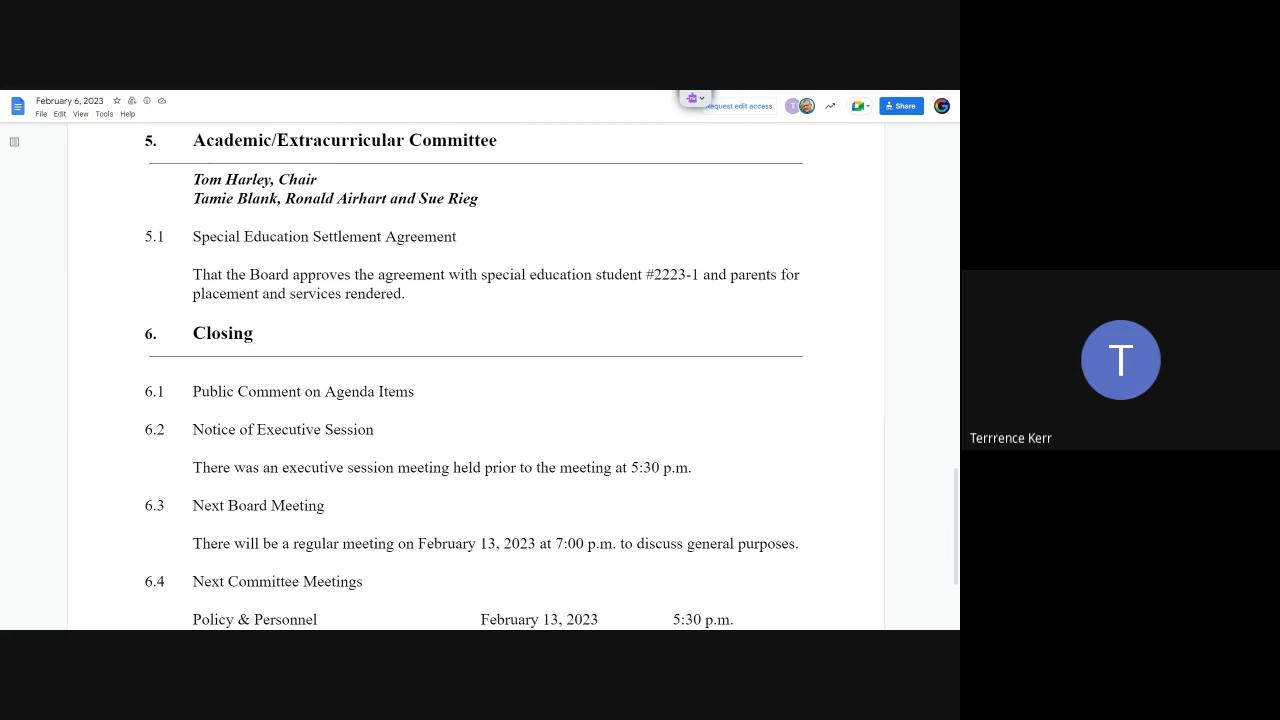 February 6, 2023
File Edit View Tools Help
Request edit access
T
Share
5. Academic/Extracurricular Committee
Tom Harley, Chair
Tamie Blank, Ronald Airhart and Sue Rieg
5.1 Special Education Settlement Agreement
That the Board approves the agreement with special education student #2223-1 and parents for
placement and services rendered.
6. Closing
6.1 Public Comment on Agenda Items
6.2 Notice of Executive Session
There was an executive session meeting held prior to the meeting at 5:30 p.m.
6.3 Next Board Meeting
There will be a regular meeting on February 13, 2023 at 7:00 p.m. to discuss general purposes.
6.4 Next Committee Meetings
Policy & Personnel February 13, 2023 5:30 p.m.
T
Terrrence Kerr